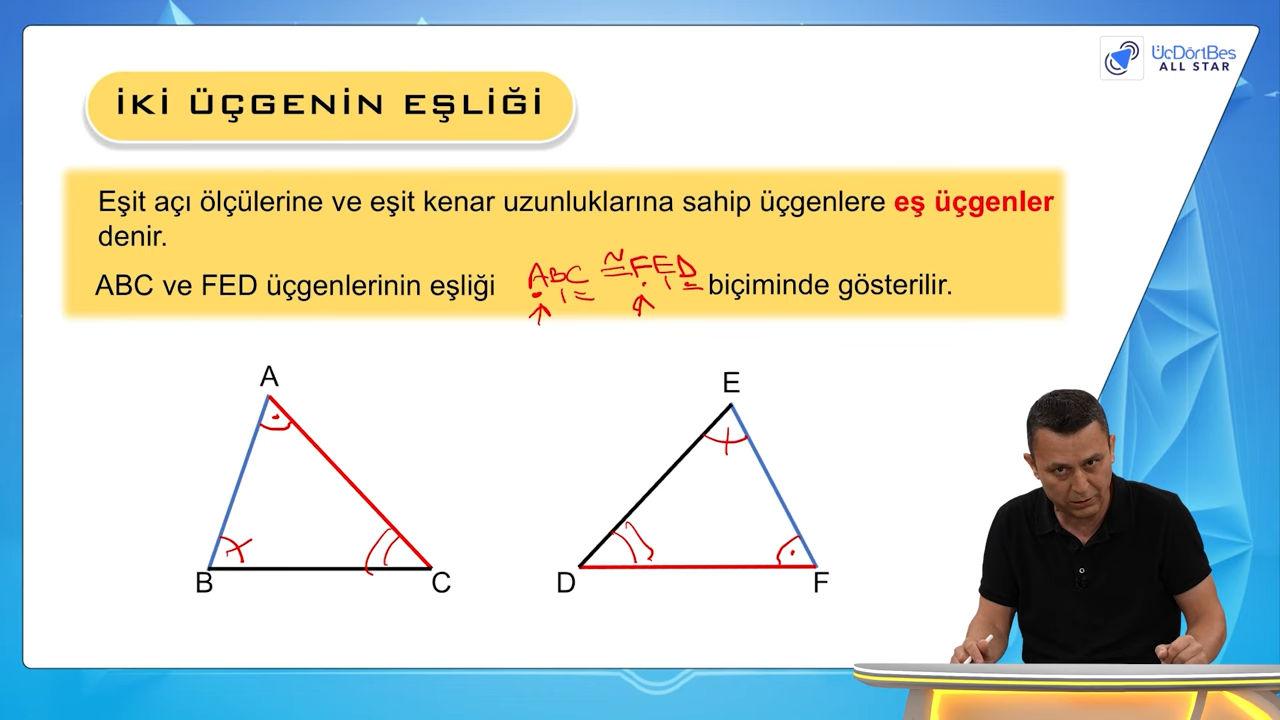 ÜçDörtBeş
ALL STAR
İKİ ÜÇGENİN EŞLİĞİ
Eşit açı ölçülerine ve eşit kenar uzunluklarına sahip üçgenlere eş üçgenler
denir.
ABC ve FED üçgenlerinin eşliği ABC ≅ FED biçiminde gösterilir.
A
E
B
C
D
F